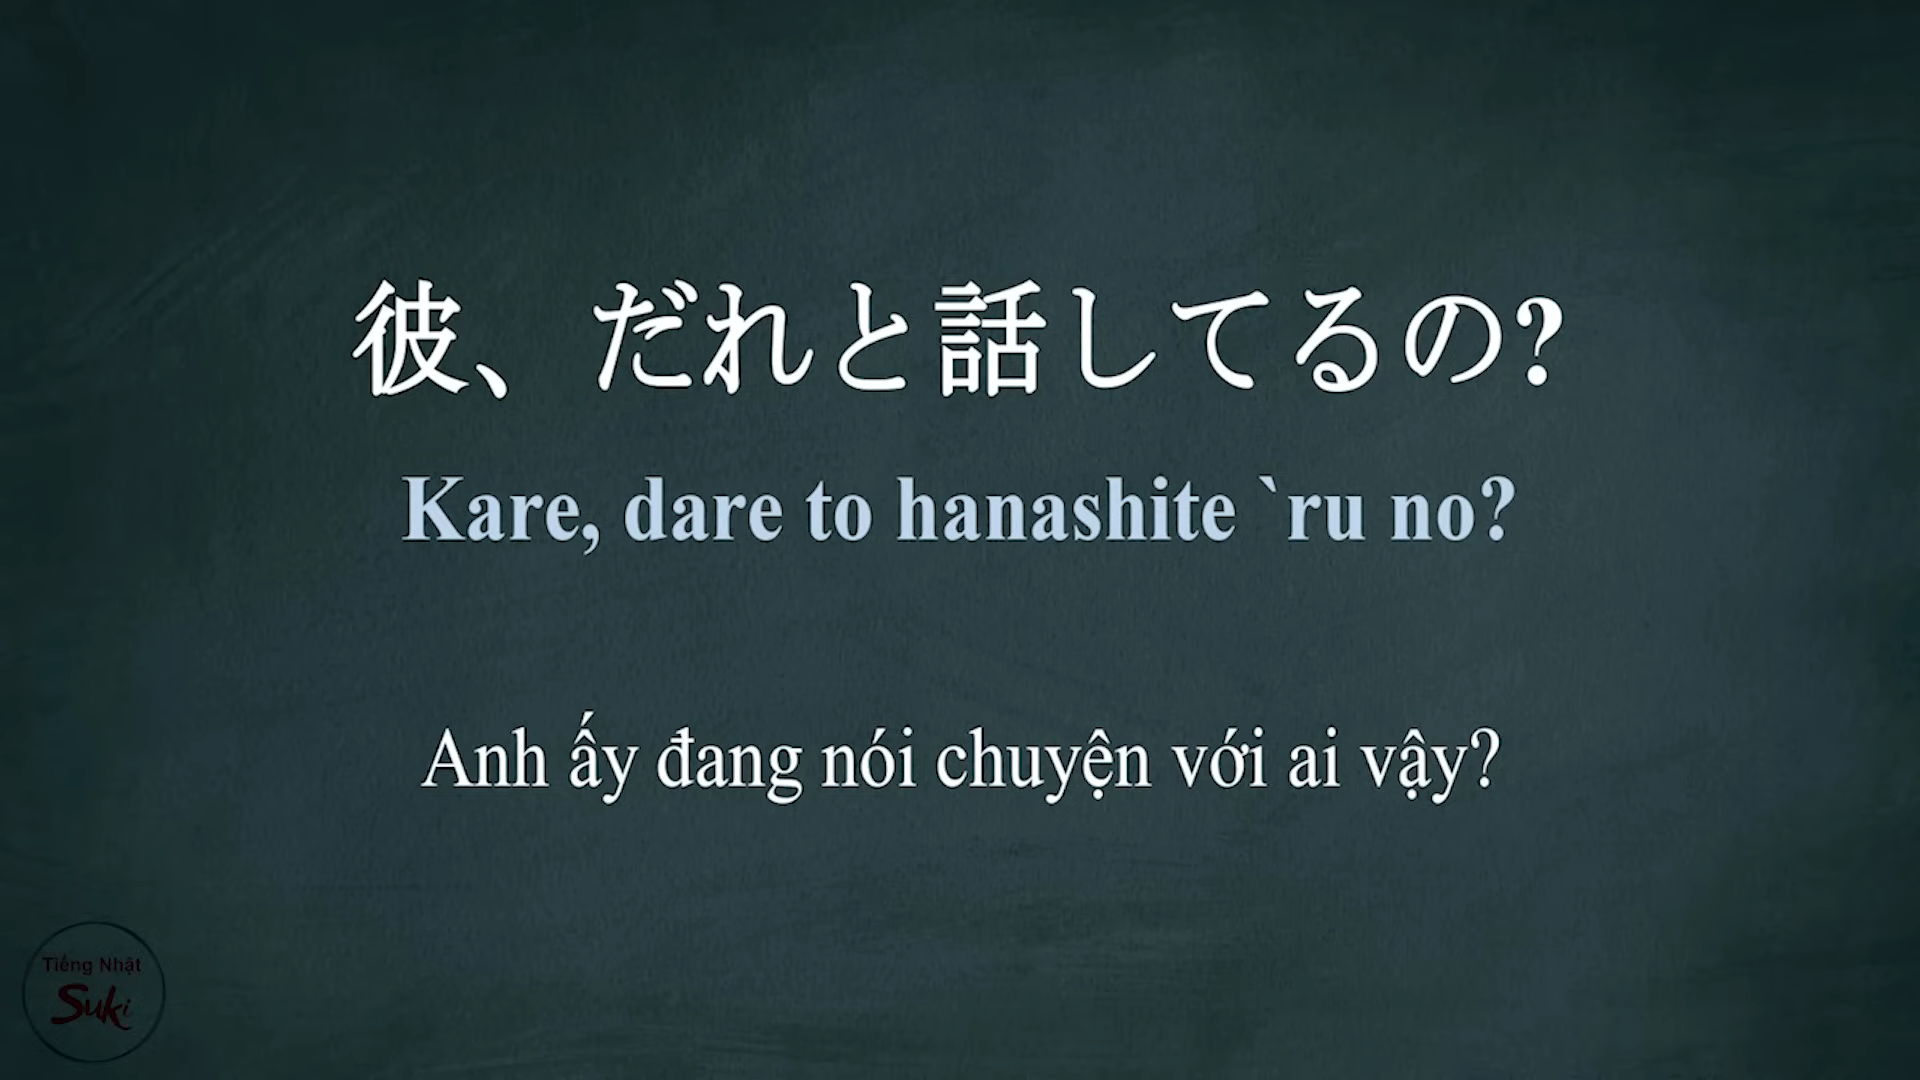 彼、だれと話してるの?
Kare, dare to hanashite `ru no?
Anh ấy đang nói chuyện với ai vậy?
Tiếng Nhật
Suki